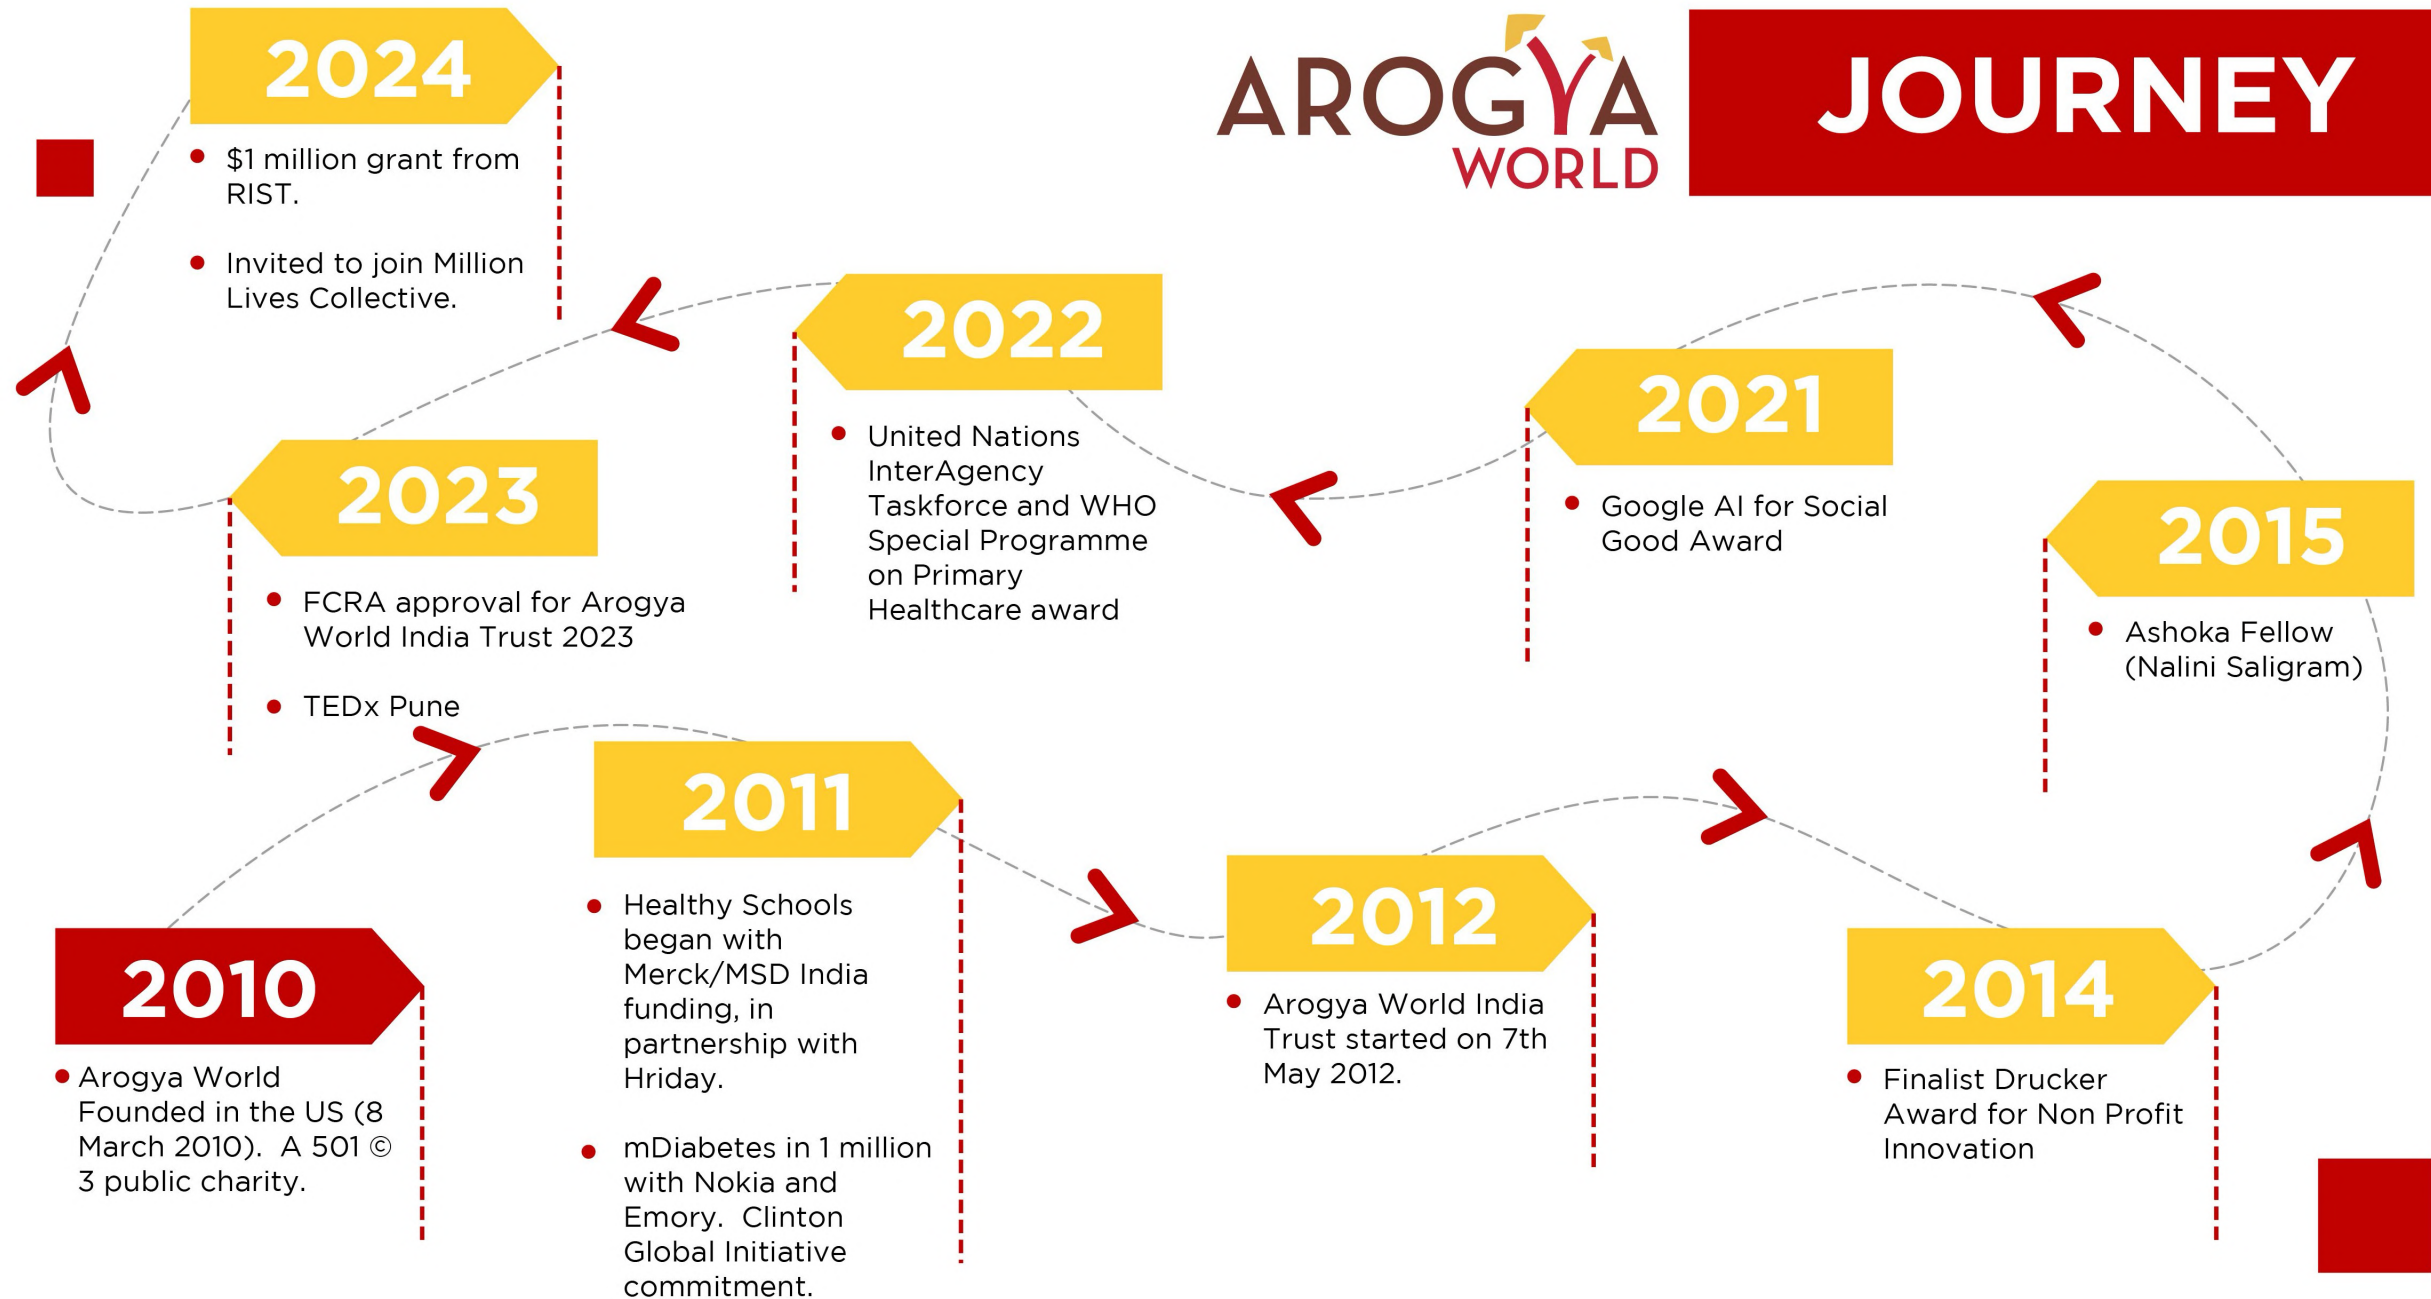 AROGYA
WORLD
JOURNEY
2024
$1 million grant from
RIST.
Invited to join Million
Lives Collective.
2022
United Nations
InterAgency
Taskforce and WHO
Special Programme
on Primary
Healthcare award
2021
Google AI for Social
Good Award
2015
Ashoka Fellow
(Nalini Saligram)
2023
FCRA approval for Arogya
World India Trust 2023
TEDx Pune
2010
Arogya World
Founded in the US (8
March 2010).  A 501 ©
3 public charity.
2011
Healthy Schools
began with
Merck/MSD India
funding, in
partnership with
Hriday.
mDiabetes in 1 million
with Nokia and
Emory.  Clinton
Global Initiative
commitment.
2012
Arogya World India
Trust started on 7th
May 2012.
2014
Finalist Drucker
Award for Non Profit
Innovation